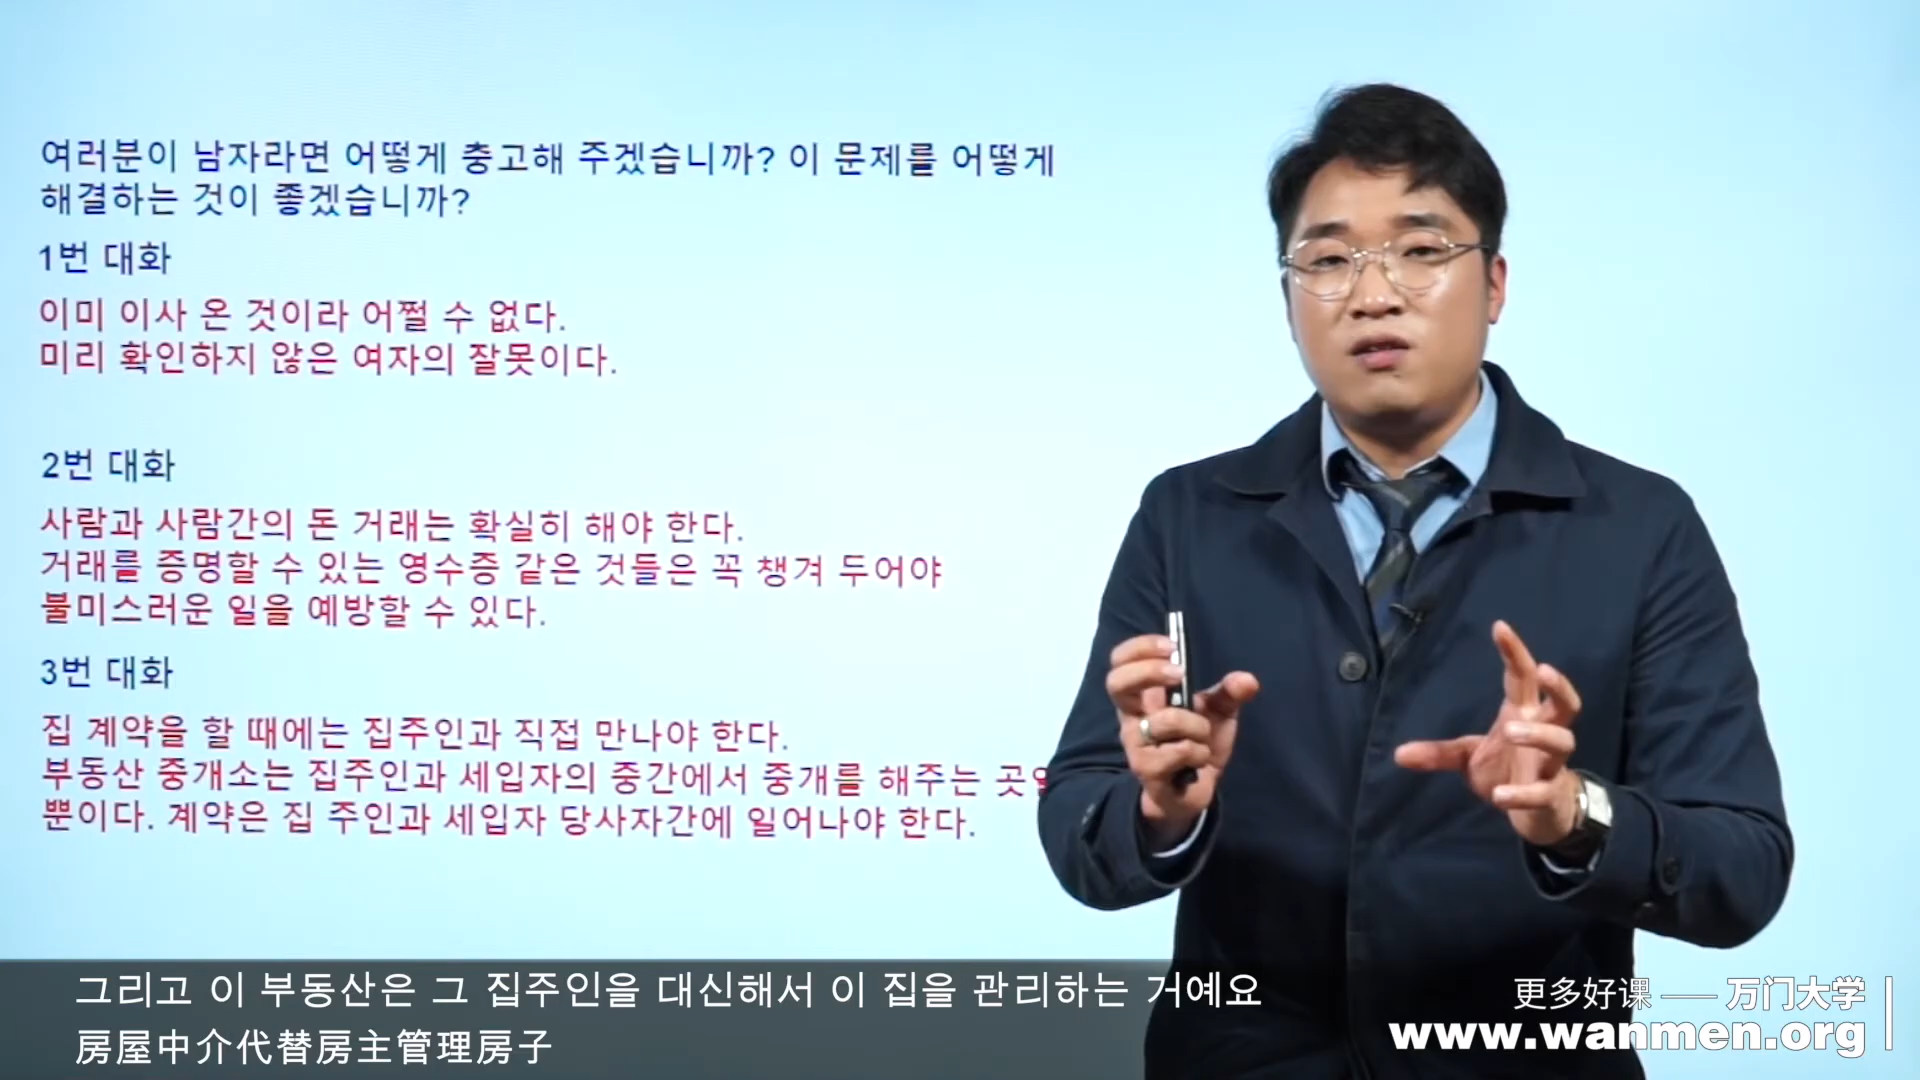 여러분이 남자라면 어떻게 충고해 주겠습니까? 이 문제를 어떻게
해결하는 것이 좋겠습니까?
1번 대화
이미 이사 온 것이라 어쩔 수 없다.
미리 확인하지 않은 여자의 잘못이다.
2번 대화
사람과 사람간의 돈 거래는 확실히 해야 한다.
거래를 증명할 수 있는 영수증 같은 것들은 꼭 챙겨 두어야
불미스러운 일을 예방할 수 있다.
3번 대화
집 계약을 할 때에는 집주인과 직접 만나야 한다.
부동산 중개소는 집주인과 세입자의 중간에서 중개를 해주는
뿐이다. 계약은 집 주인과 세입자 당사자간에 일어나야 한다.
그리고 이 부동산은 그 집주인을 대신해서 이 집을 관리하는 거예요
房屋中介代替房主管理房子
更多好课 —— 万门大学
www.wanmen.org